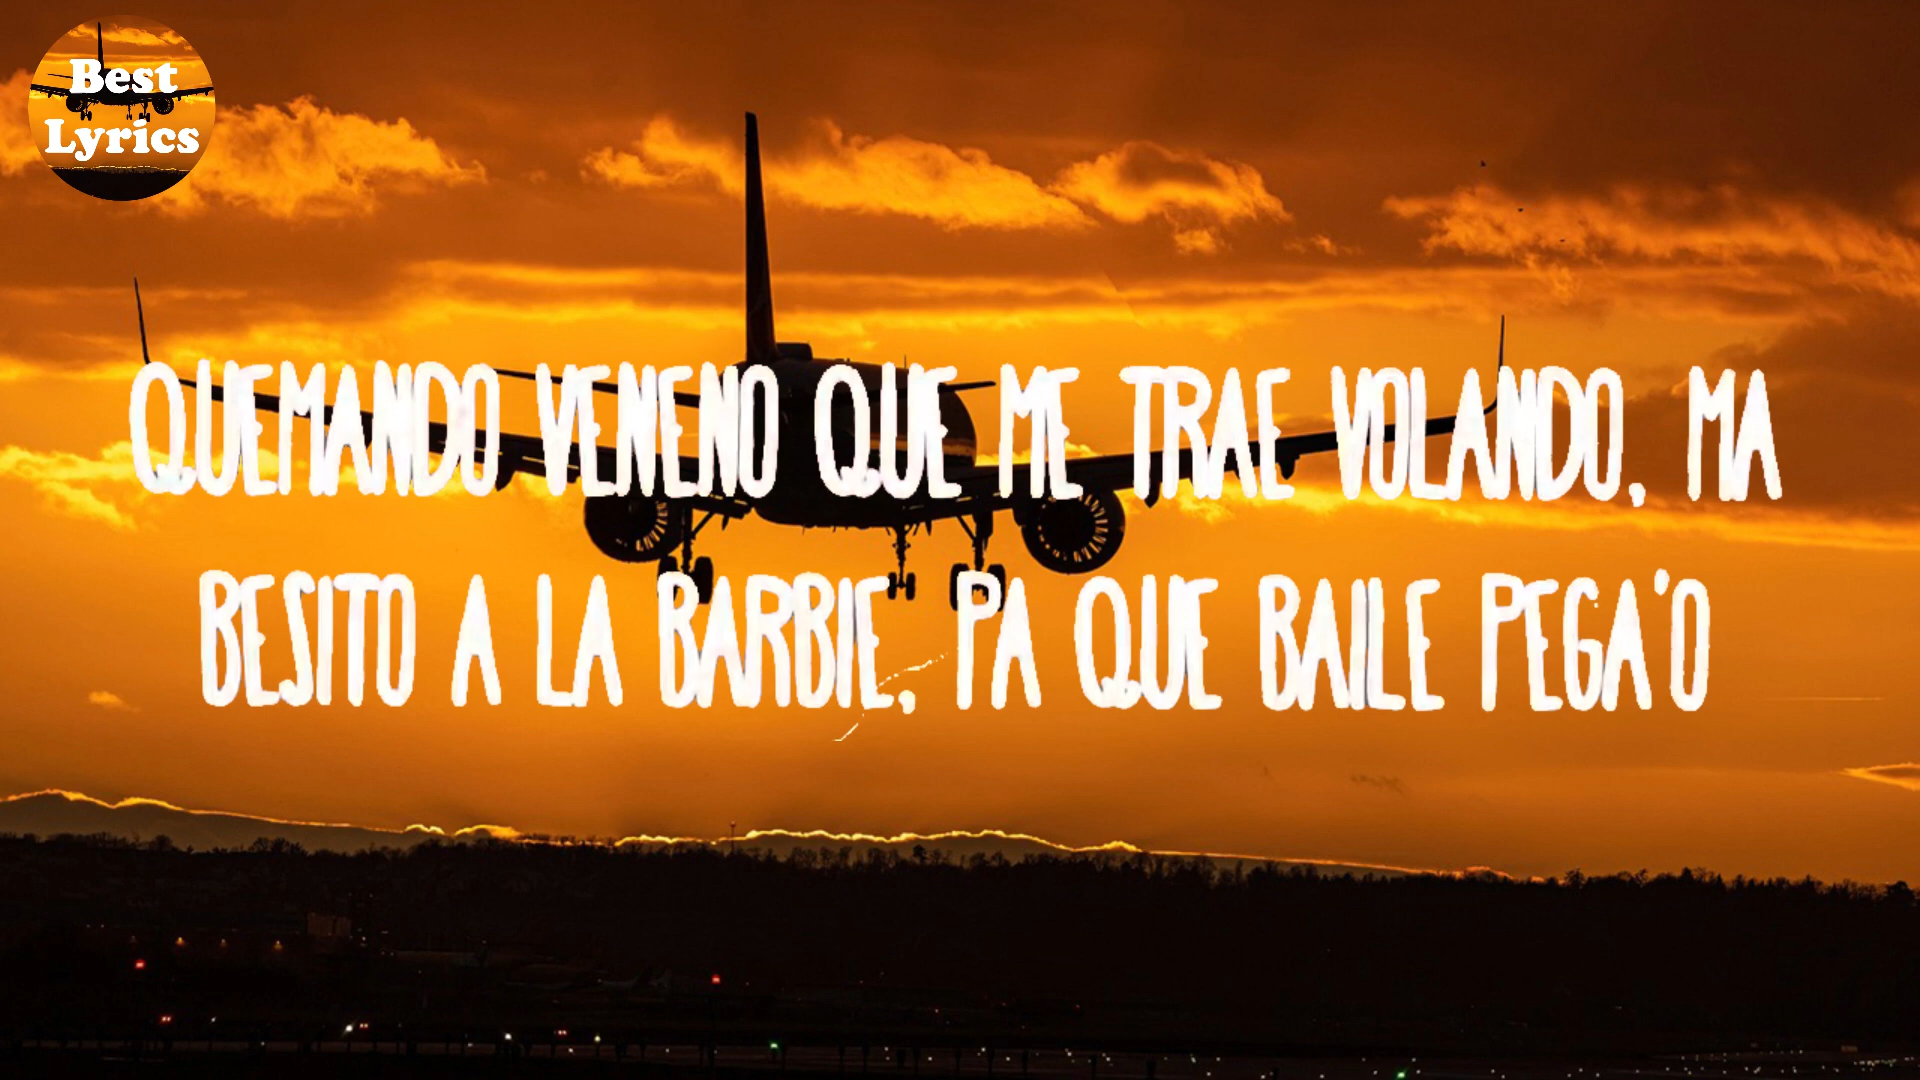 Best
Lyrics
QUEMANDO VENENO QUE ME TRAE VOLANDO, MA
BESITO A LA BARBIE, PA QUE BAILE PEGA'O